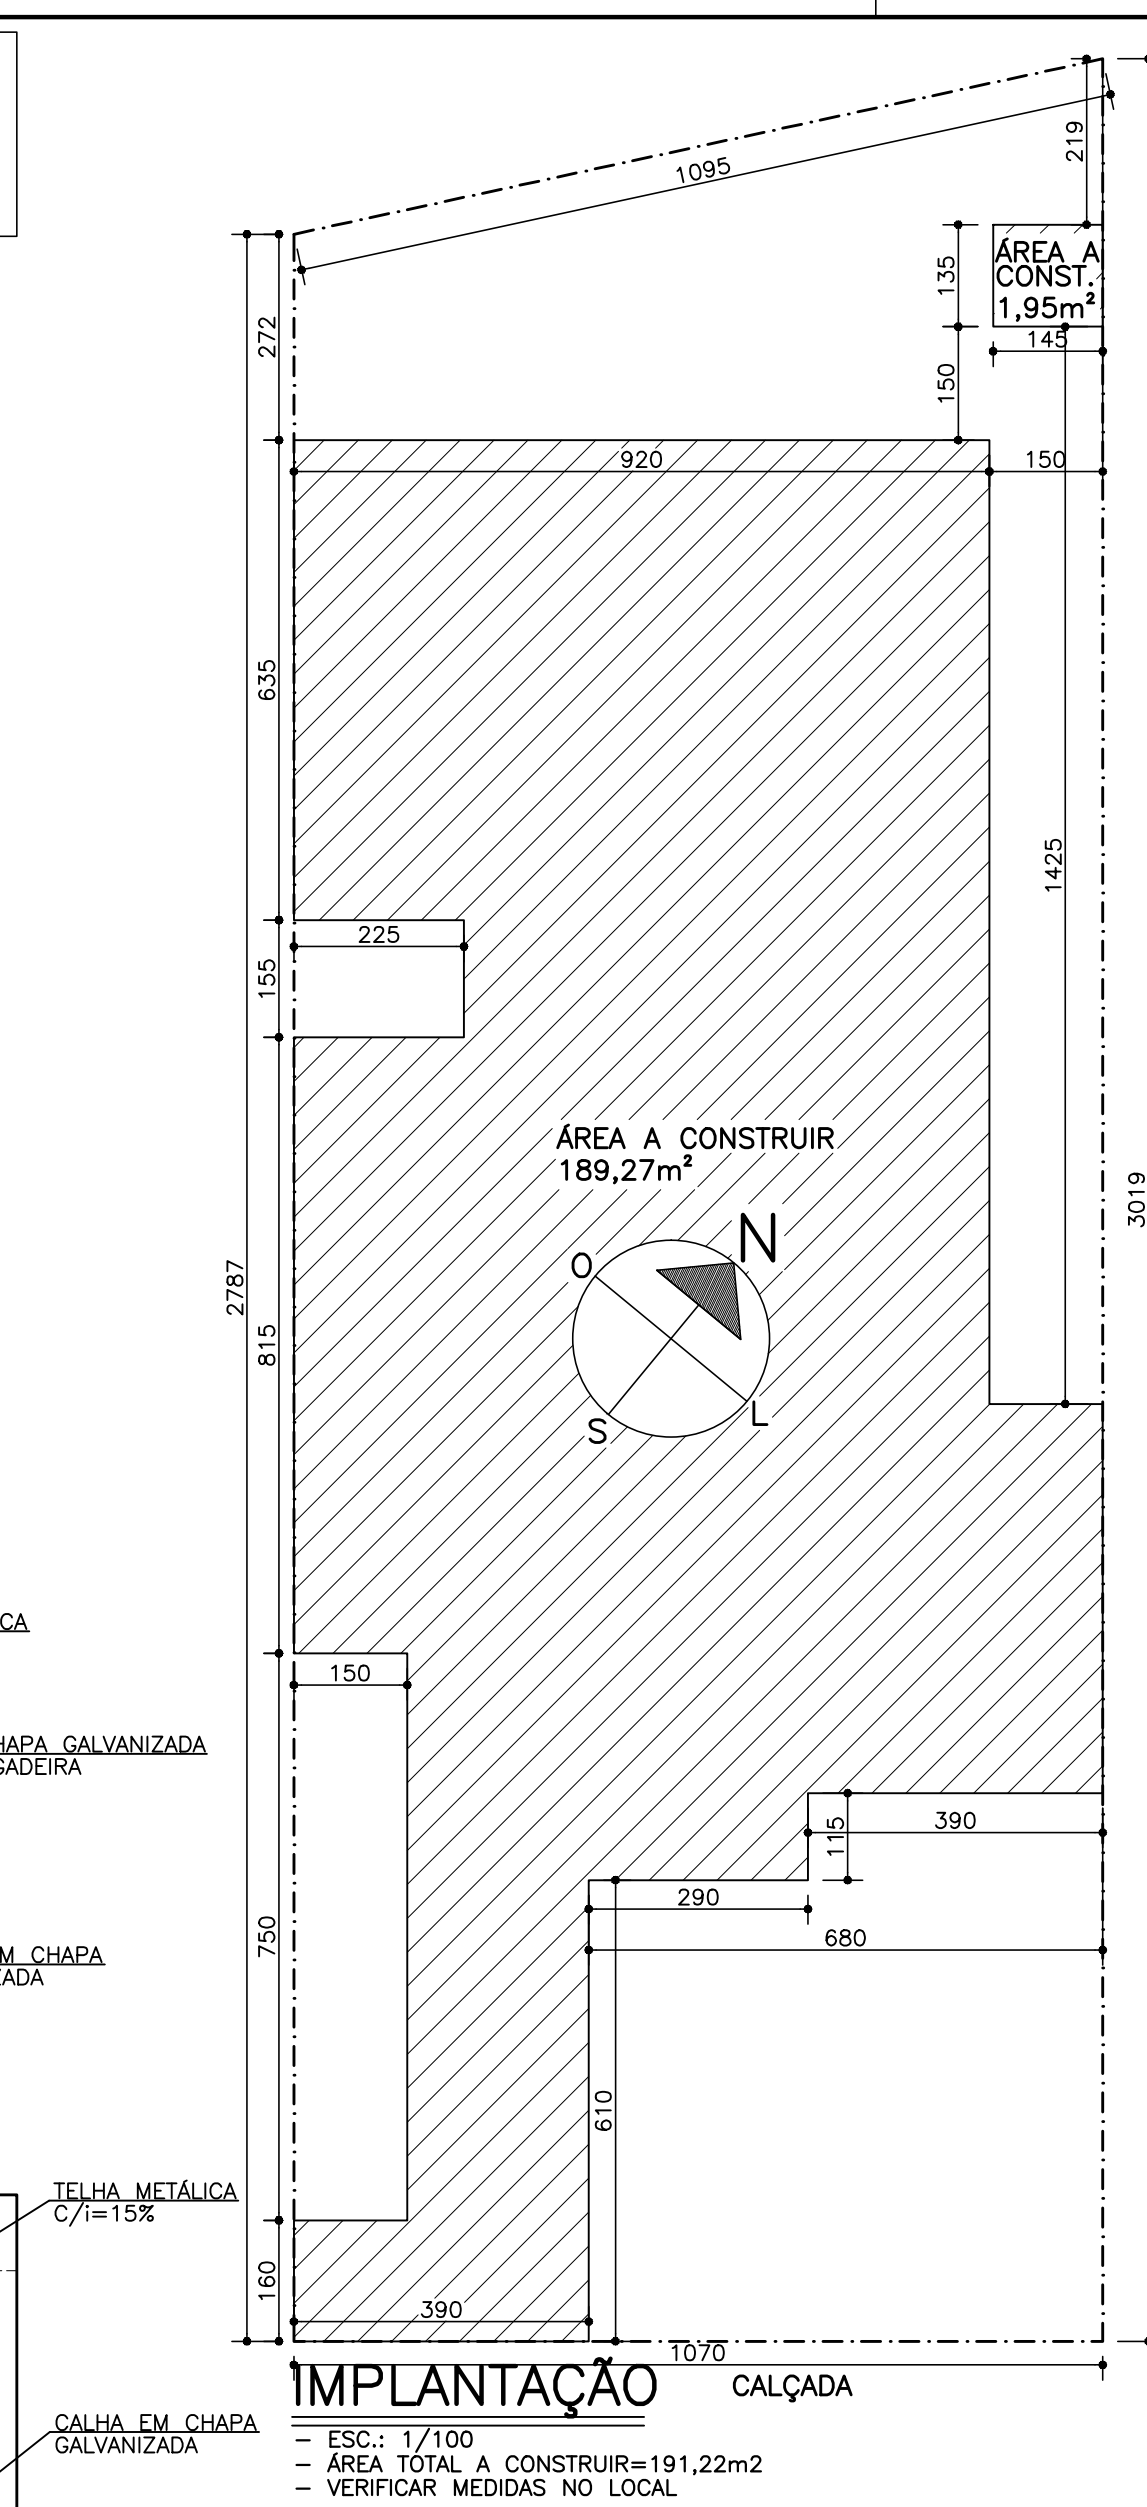 1095
219
ÁREA A
CONST.
1,95m²
135
145
150
272
920
150
635
1425
225
155
ÁREA A CONSTRUIR
189,27m²
3019
N
O
S
L
2787
815
CA
150
HAPA GALVANIZADA
GADEIRA
115
390
290
680
750
M CHAPA
ZADA
610
TELHA METÁLICA
C/i=15%
160
390
1070
IMPLANTAÇÃO
CALÇADA
CALHA EM CHAPA
GALVANIZADA
- ESC.: 1/100
- ÁREA TOTAL A CONSTRUIR=191,22m2
- VERIFICAR MEDIDAS NO LOCAL